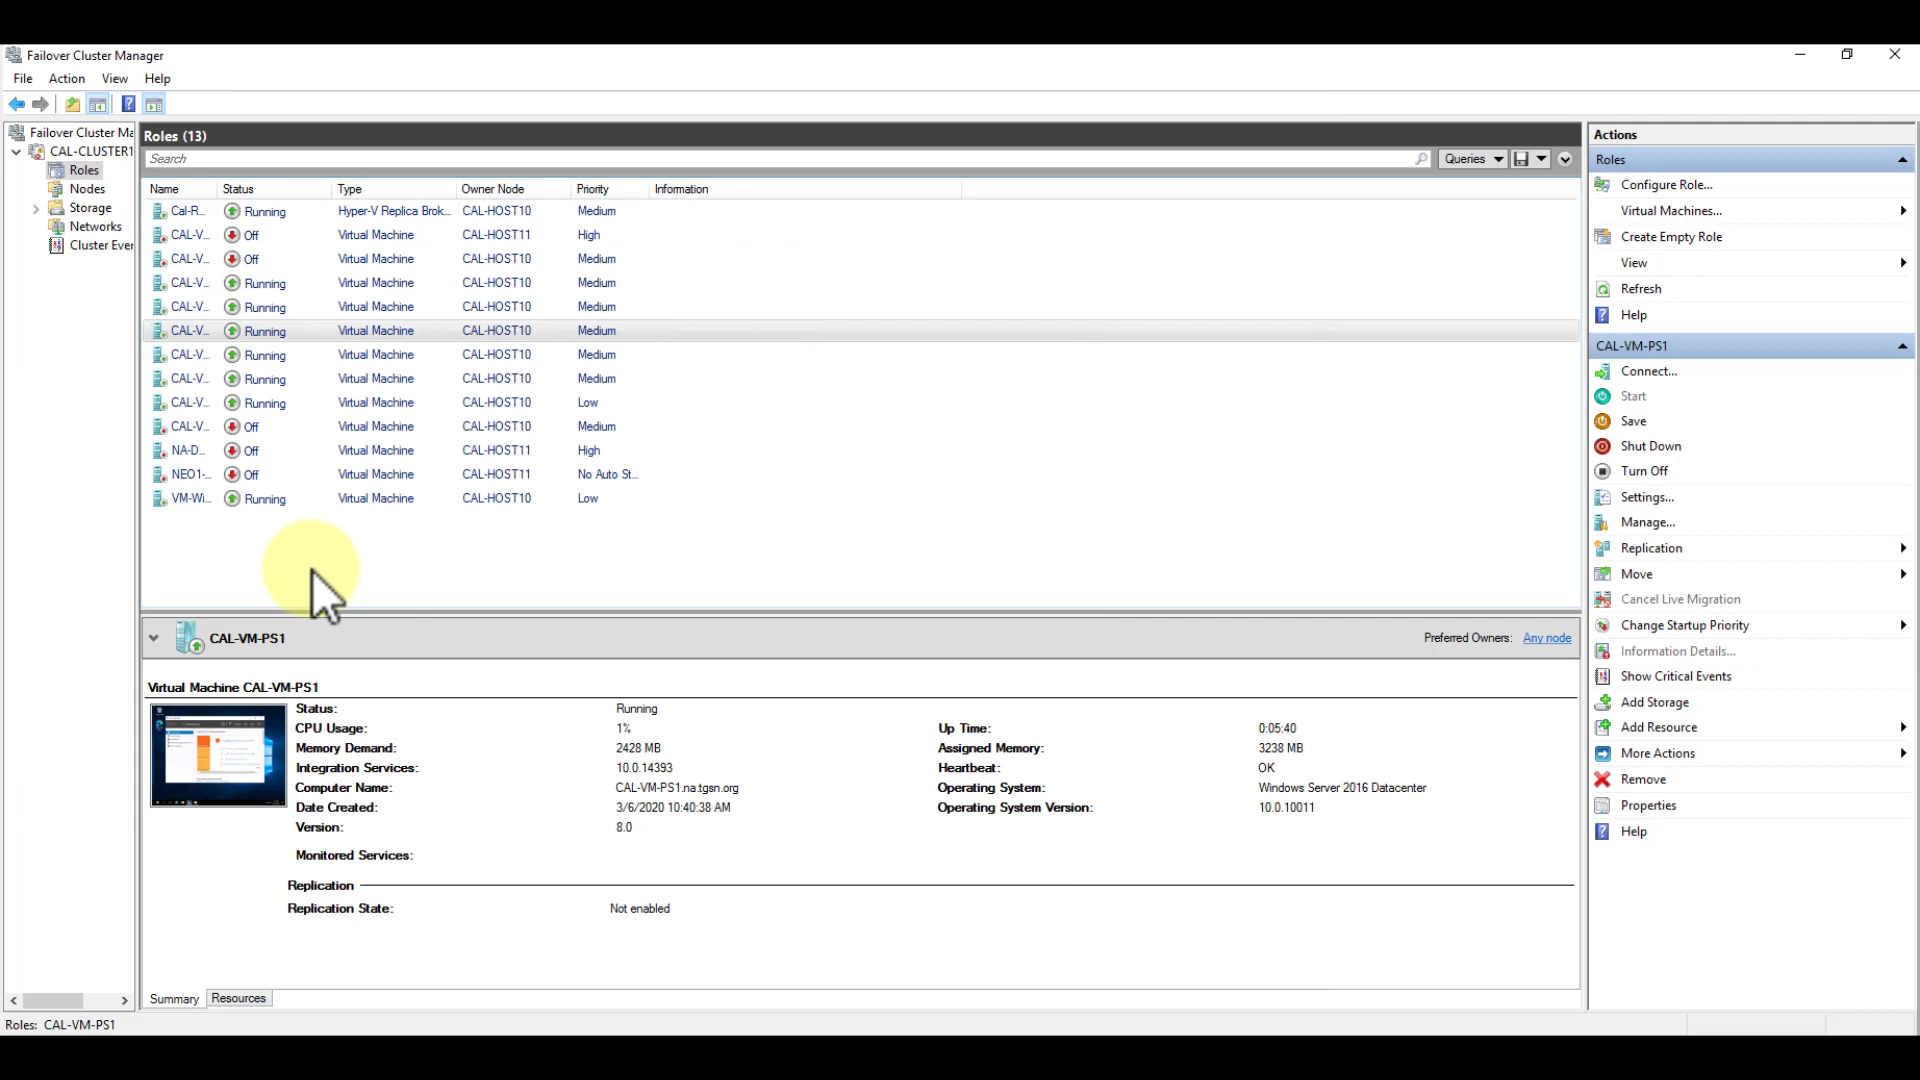 Failover Cluster Manager
File Action View Help
Failover Cluster Ma
CAL-CLUSTER1
Roles
Nodes
Storage
Networks
Cluster Ever
Roles (13)
Search
Queries
Name Status Type Owner Node Priority Information
Cal-R... Running Hyper-V Replica Brok... CAL-HOST10 Medium
CAL-V... Off Virtual Machine CAL-HOST11 High
CAL-V... Off Virtual Machine CAL-HOST10 Medium
CAL-V... Running Virtual Machine CAL-HOST10 Medium
CAL-V... Running Virtual Machine CAL-HOST10 Medium
CAL-V... Running Virtual Machine CAL-HOST10 Medium
CAL-V... Running Virtual Machine CAL-HOST10 Medium
CAL-V... Running Virtual Machine CAL-HOST10 Medium
CAL-V... Running Virtual Machine CAL-HOST10 Low
CAL-V... Off Virtual Machine CAL-HOST10 Medium
NA-D... Off Virtual Machine CAL-HOST11 High
NEO1-... Off Virtual Machine CAL-HOST11 No Auto St...
VM-Wi... Running Virtual Machine CAL-HOST10 Low
CAL-VM-PS1 Preferred Owners: Any node
Virtual Machine CAL-VM-PS1
Status: Running
CPU Usage: 1% Up Time: 0:05:40
Memory Demand: 2428 MB Assigned Memory: 3238 MB
Integration Services: 10.0.14393 Heartbeat: OK
Computer Name: CAL-VM-PS1.na.tgsn.org Operating System: Windows Server 2016 Datacenter
Date Created: 3/6/2020 10:40:38 AM Operating System Version: 10.0.10011
Version: 8.0
Monitored Services:
Replication
Replication State: Not enabled
Summary Resources
Actions
Roles
Configure Role...
Virtual Machines...
Create Empty Role
View
Refresh
Help
CAL-VM-PS1
Connect...
Start
Save
Shut Down
Turn Off
Settings...
Manage...
Replication
Move
Cancel Live Migration
Change Startup Priority
Information Details...
Show Critical Events
Add Storage
Add Resource
More Actions
Remove
Properties
Help
Roles: CAL-VM-PS1